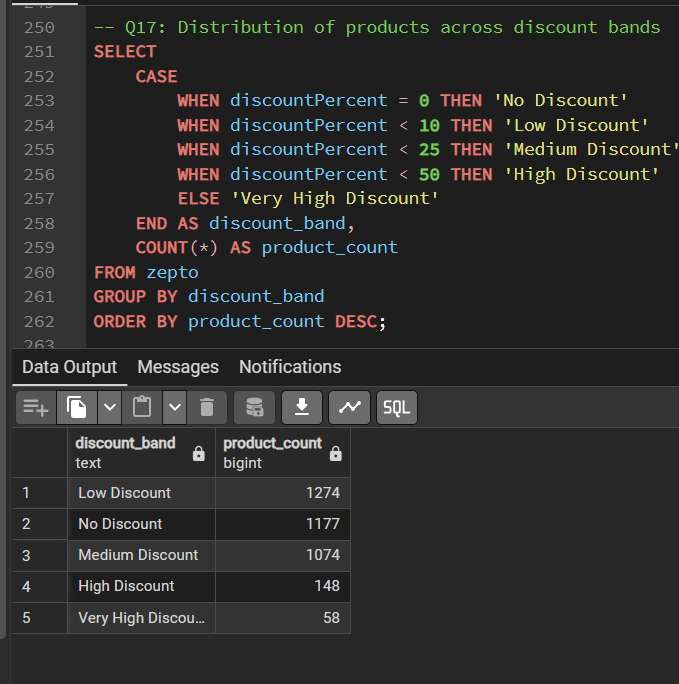 249
250 -- Q17: Distribution of products across discount bands
251 SELECT
252 CASE
253 WHEN discountPercent = 0 THEN 'No Discount'
254 WHEN discountPercent < 10 THEN 'Low Discount'
255 WHEN discountPercent < 25 THEN 'Medium Discount'
256 WHEN discountPercent < 50 THEN 'High Discount'
257 ELSE 'Very High Discount'
258 END AS discount_band,
259 COUNT(*) AS product_count
260 FROM zepto
261 GROUP BY discount_band
262 ORDER BY product_count DESC;
263
Data Output Messages Notifications
SQL
discount_band product_count
text bigint
1 Low Discount 1274
2 No Discount 1177
3 Medium Discount 1074
4 High Discount 148
5 Very High Discou... 58